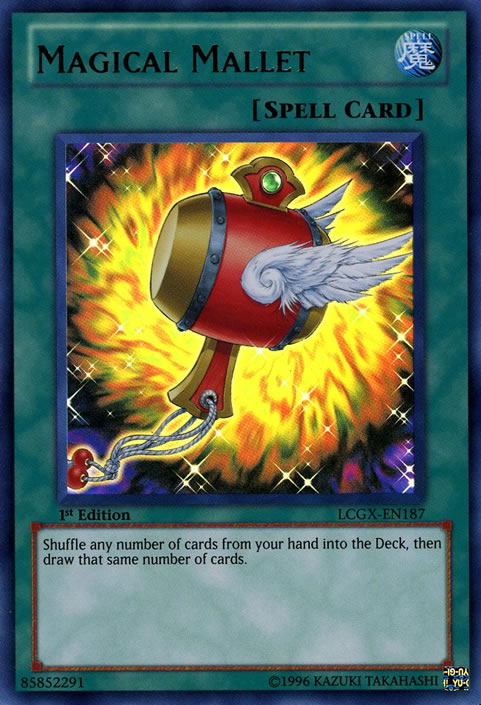 MAGICAL MALLET
SPELL
魔
[SPELL CARD]
1st Edition
LCGX-EN187
Shuffle any number of cards from your hand into the Deck, then
draw that same number of cards.
85852291
©1996 KAZUKI TAKAHASHI